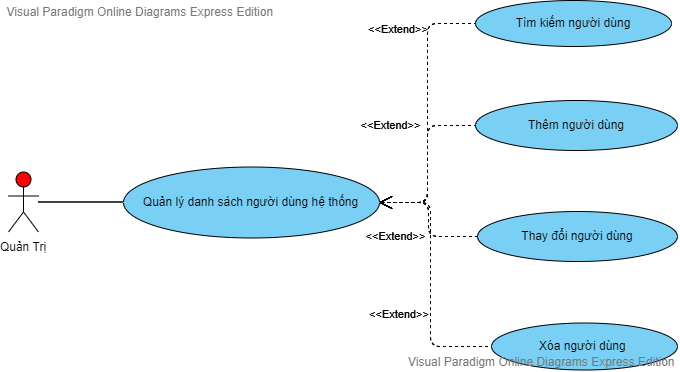 Visual Paradigm Online Diagrams Express Edition
<<Extend>>
Tìm kiếm người dùng
<<Extend>>
Thêm người dùng
Quản lý danh sách người dùng hệ thống
Quản Trị
<<Extend>>
Thay đổi người dùng
<<Extend>>
Xóa người dùng
Visual Paradigm Online Diagrams Express Edition